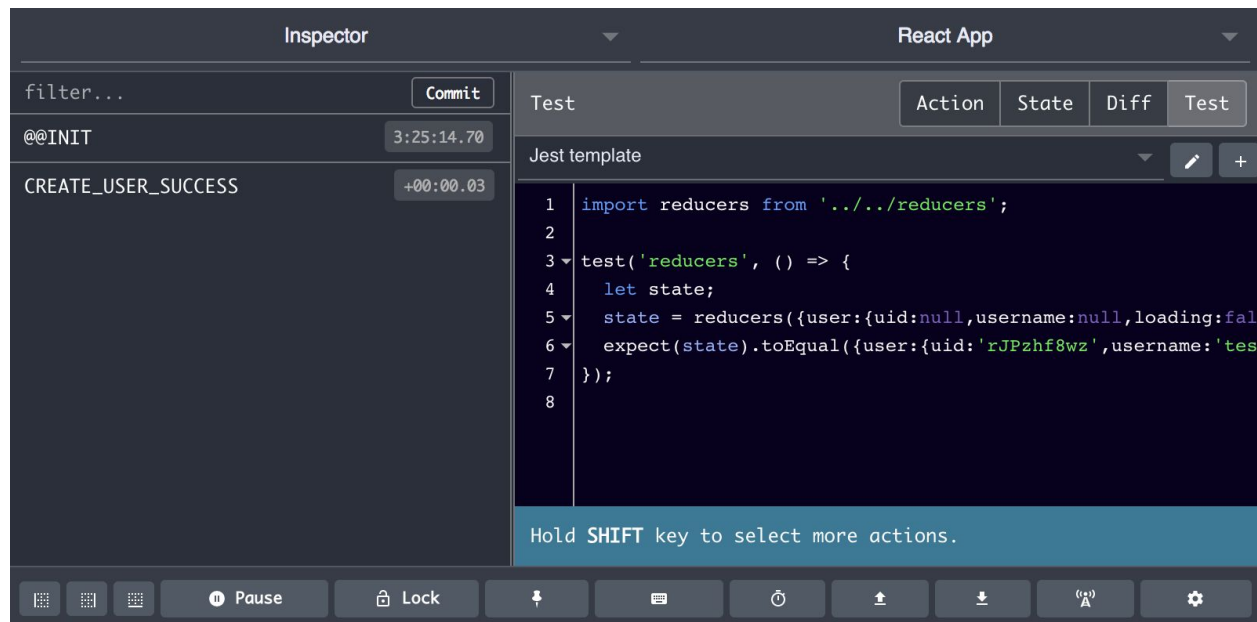 Inspector
React App
filter...
Commit
@@INIT
3:25:14.70
CREATE_USER_SUCCESS
+00:00.03
Test
Action
State
Diff
Test
Jest template
+
1 import reducers from '../../reducers';
2
3 test('reducers', () => {
4 let state;
5 state = reducers({user:{uid:null,username:null,loading:fal
6 expect(state).toEqual({user:{uid:'rJPzhf8wz',username:'tes
7 });
8
Hold SHIFT key to select more actions.
Pause
Lock